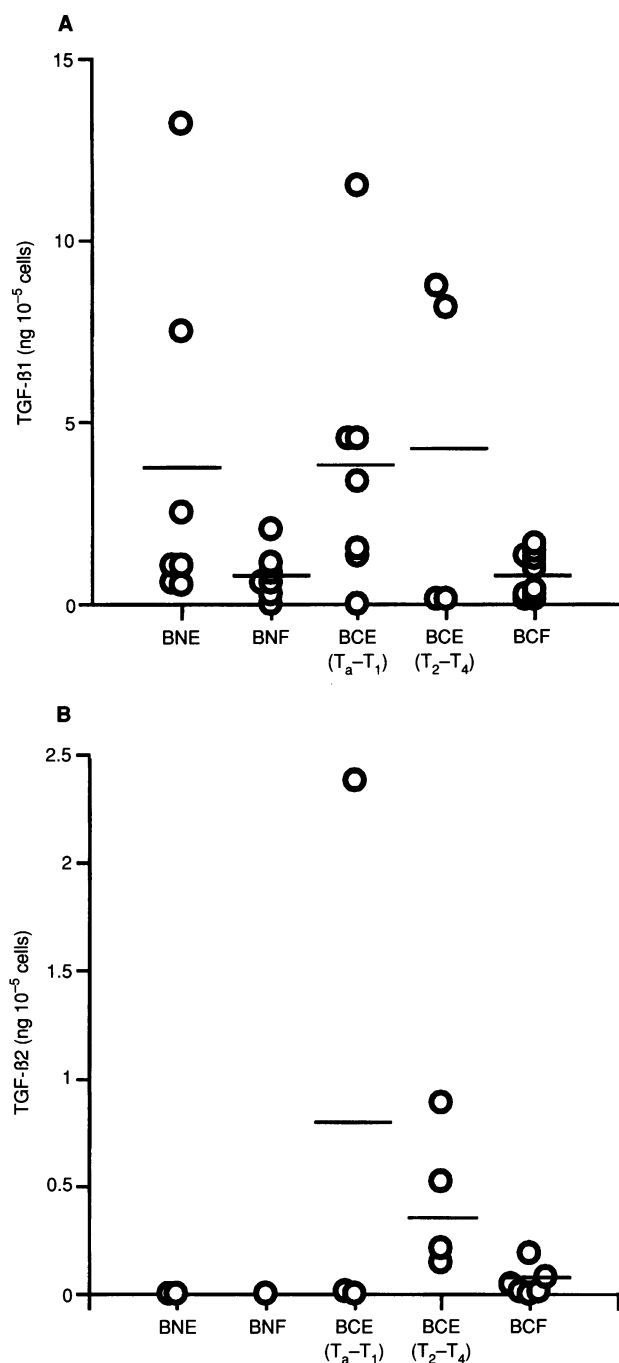 A
15
10
5
0
TGF-ß1 (ng 10⁻⁵ cells)
BNE BNF BCE BCE BCF
(Tₐ–T₁) (T₂–T₄)
B
2.5
2
1.5
1
0.5
0
TGF-ß2 (ng 10⁻⁵ cells)
BNE BNF BCE BCE BCF
(Tₐ–T₁) (T₂–T₄)